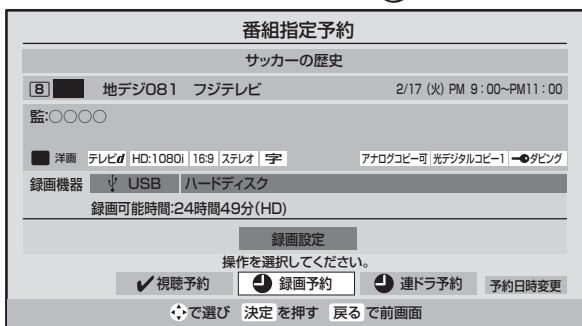 番組指定予約
サッカーの歴史
8 地デジ081 フジテレビ 2/17 (火) PM 9:00~PM11:00
監:○○○○
洋画 テレビd HD:1080i 16:9 ステレオ 字 アナログコピー可 光デジタルコピー1 ダビング
録画機器 USB ハードディスク
録画可能時間:24時間49分(HD)
録画設定
操作を選択してください。
視聴予約 録画予約 連ドラ予約 予約日時変更
で選び 決定 を押す 戻る で前画面